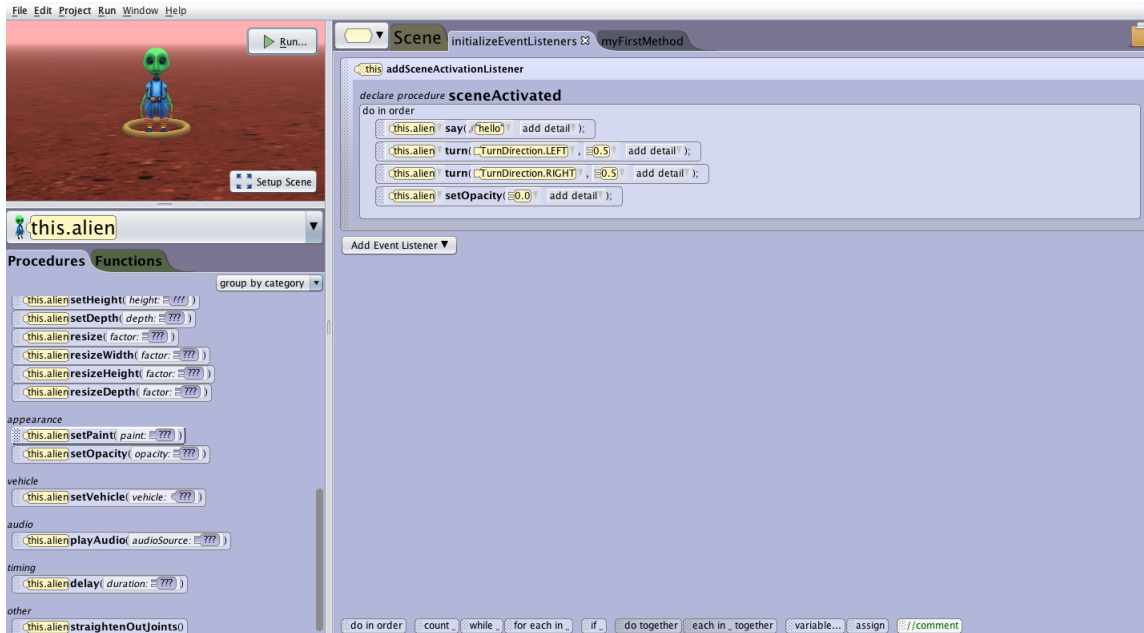 File Edit Project Run Window Help
Run...
Setup Scene
this.alien
Procedures Functions
group by category
this.alien setHeight( height: ??? )
this.alien setDepth( depth: ??? )
this.alien resize( factor: ??? )
this.alien resizeWidth( factor: ??? )
this.alien resizeHeight( factor: ??? )
this.alien resizeDepth( factor: ??? )
appearance
this.alien setPaint( paint: ??? )
this.alien setOpacity( opacity: ??? )
vehicle
this.alien setVehicle( vehicle: ??? )
audio
this.alien playAudio( audioSource: ??? )
timing
this.alien delay( duration: ??? )
other
this.alien straightenOutJoints()
Scene initializeEventListeners myFirstMethod
this addSceneActivationListener
declare procedure sceneActivated
do in order
this.alien say( "hello" add detail );
this.alien turn( TurnDirection.LEFT , 0.5 add detail );
this.alien turn( TurnDirection.RIGHT , 0.5 add detail );
this.alien setOpacity( 0.0 add detail );
Add Event Listener
do in order count _ while _ for each in _ if _ do together each in _ together variable... assign //comment